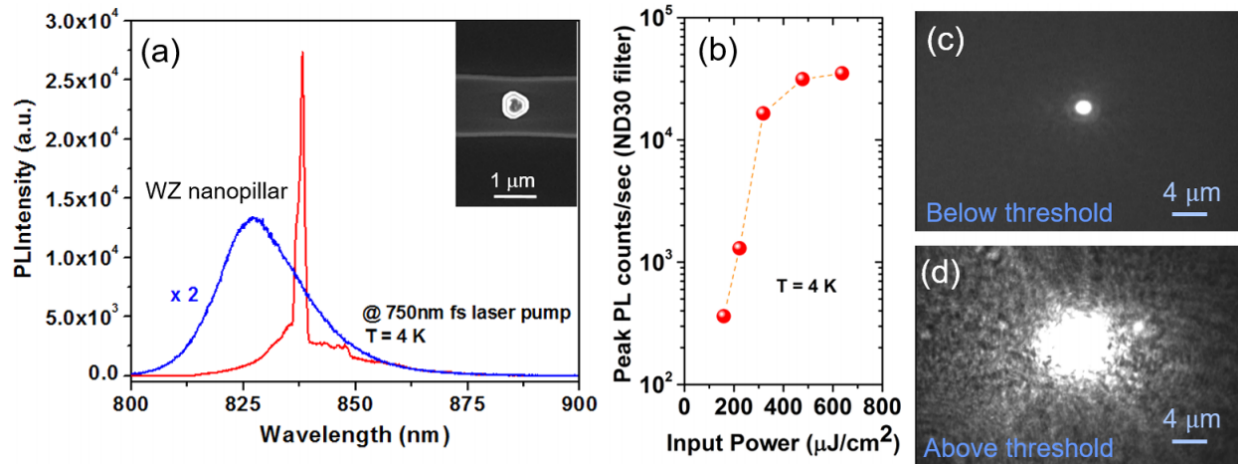 (a)
PLIntensity (a.u.)
3.0x10⁴
2.5x10⁴
2.0x10⁴
1.5x10⁴
1.0x10⁴
5.0x10³
0.0
WZ nanopillar
x 2
@ 750nm fs laser pump
T = 4 K
1 μm
800 825 850 875 900
Wavelength (nm)
(b)
Peak PL counts/sec (ND30 filter)
10⁵
10⁴
10³
10²
T = 4 K
0 200 400 600 800
Input Power (μJ/cm²)
(c)
Below threshold
4 μm
(d)
Above threshold
4 μm